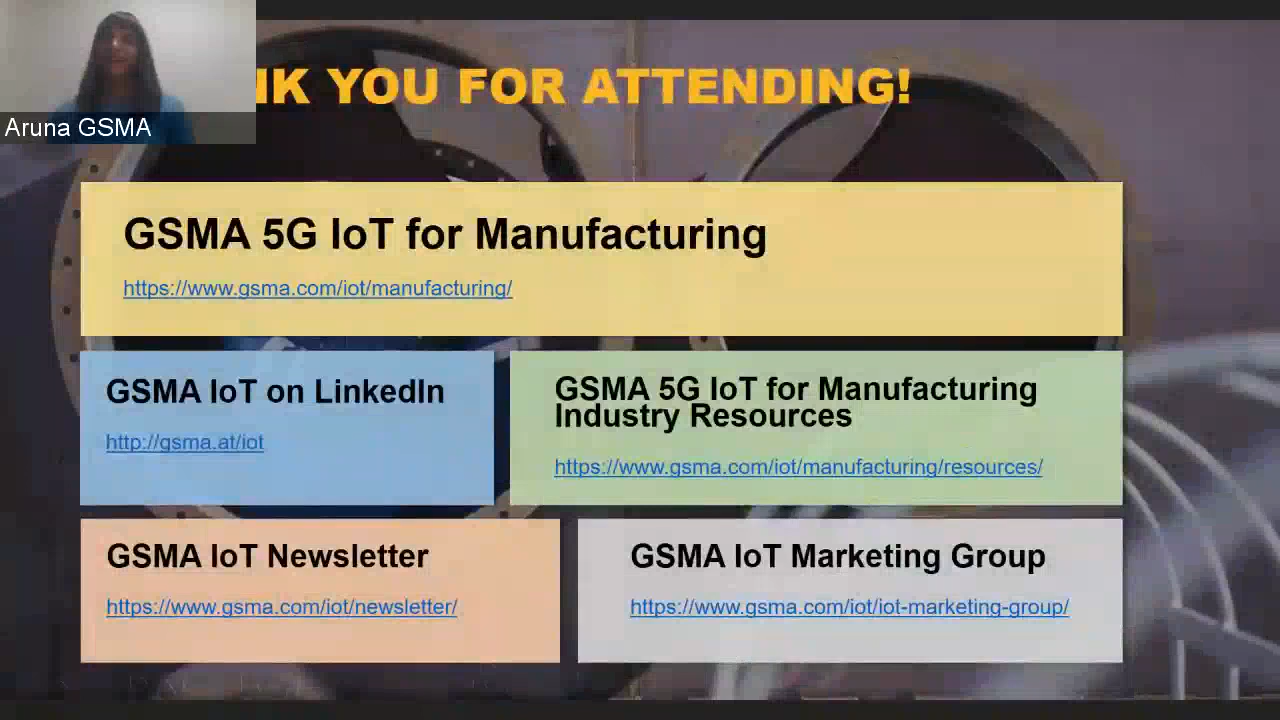 Aruna GSMA
NK YOU FOR ATTENDING!
GSMA 5G IoT for Manufacturing
https://www.gsma.com/iot/manufacturing/
GSMA IoT on LinkedIn
http://gsma.at/iot
GSMA 5G IoT for Manufacturing
Industry Resources
https://www.gsma.com/iot/manufacturing/resources/
GSMA IoT Newsletter
https://www.gsma.com/iot/newsletter/
GSMA IoT Marketing Group
https://www.gsma.com/iot/iot-marketing-group/